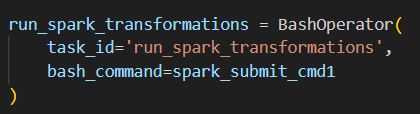 run_spark_transformations = BashOperator(
    task_id='run_spark_transformations',
    bash_command=spark_submit_cmd1
)